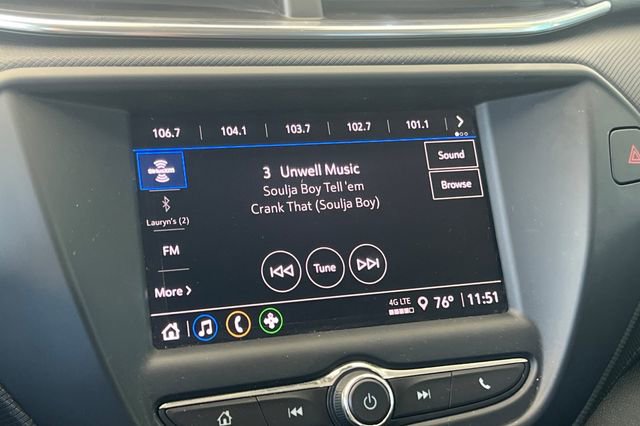 106.7 | 104.1 | 103.7 | 102.7 | 101.1 >
SiriusXM
3 Unwell Music
Sound
Soulja Boy Tell'em
Browse
Crank That (Soulja Boy)
Lauryn's (2)
FM
Tune
More >
4G LTE
76° 11:51